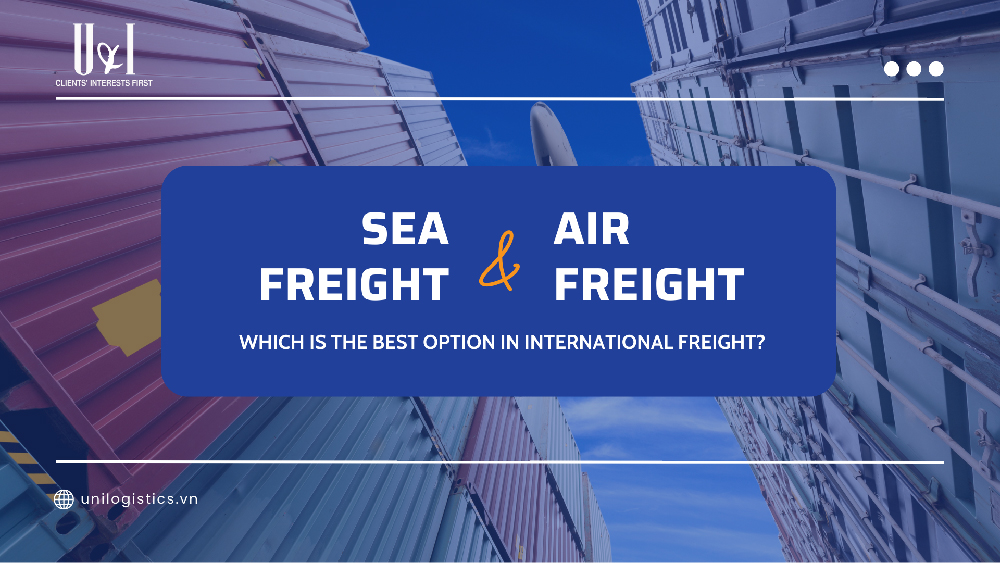 U&I
CLIENTS' INTERESTS FIRST
SEA
FREIGHT
&
AIR
FREIGHT
WHICH IS THE BEST OPTION IN INTERNATIONAL FREIGHT?
unilogistics.vn